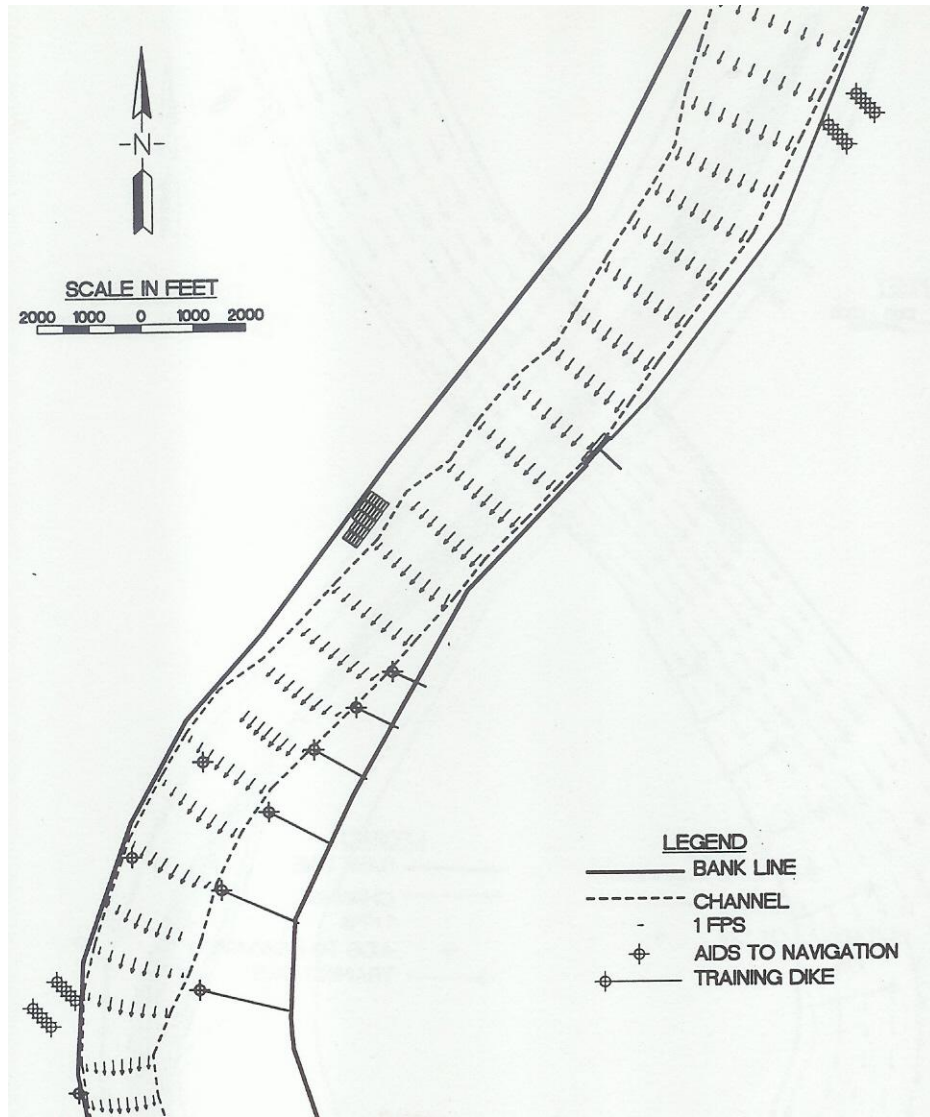 -N-
SCALE IN FEET
2000 1000 0 1000 2000
LEGEND
BANK LINE
CHANNEL
1 FPS
AIDS TO NAVIGATION
TRAINING DIKE